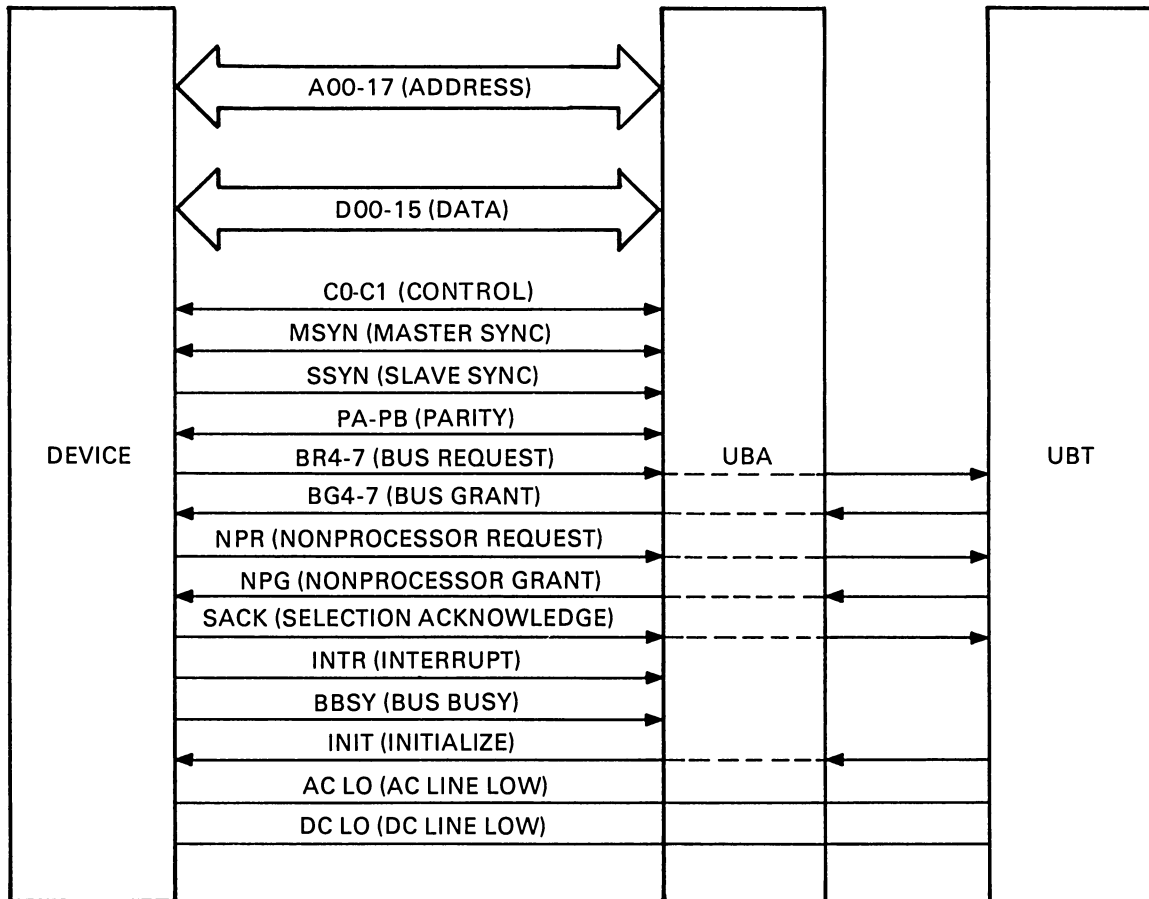 A00-17 (ADDRESS)
D00-15 (DATA)
C0-C1 (CONTROL)
MSYN (MASTER SYNC)
SSYN (SLAVE SYNC)
PA-PB (PARITY)
DEVICE
BR4-7 (BUS REQUEST)
UBA
UBT
BG4-7 (BUS GRANT)
NPR (NONPROCESSOR REQUEST)
NPG (NONPROCESSOR GRANT)
SACK (SELECTION ACKNOWLEDGE)
INTR (INTERRUPT)
BBSY (BUS BUSY)
INIT (INITIALIZE)
AC LO (AC LINE LOW)
DC LO (DC LINE LOW)